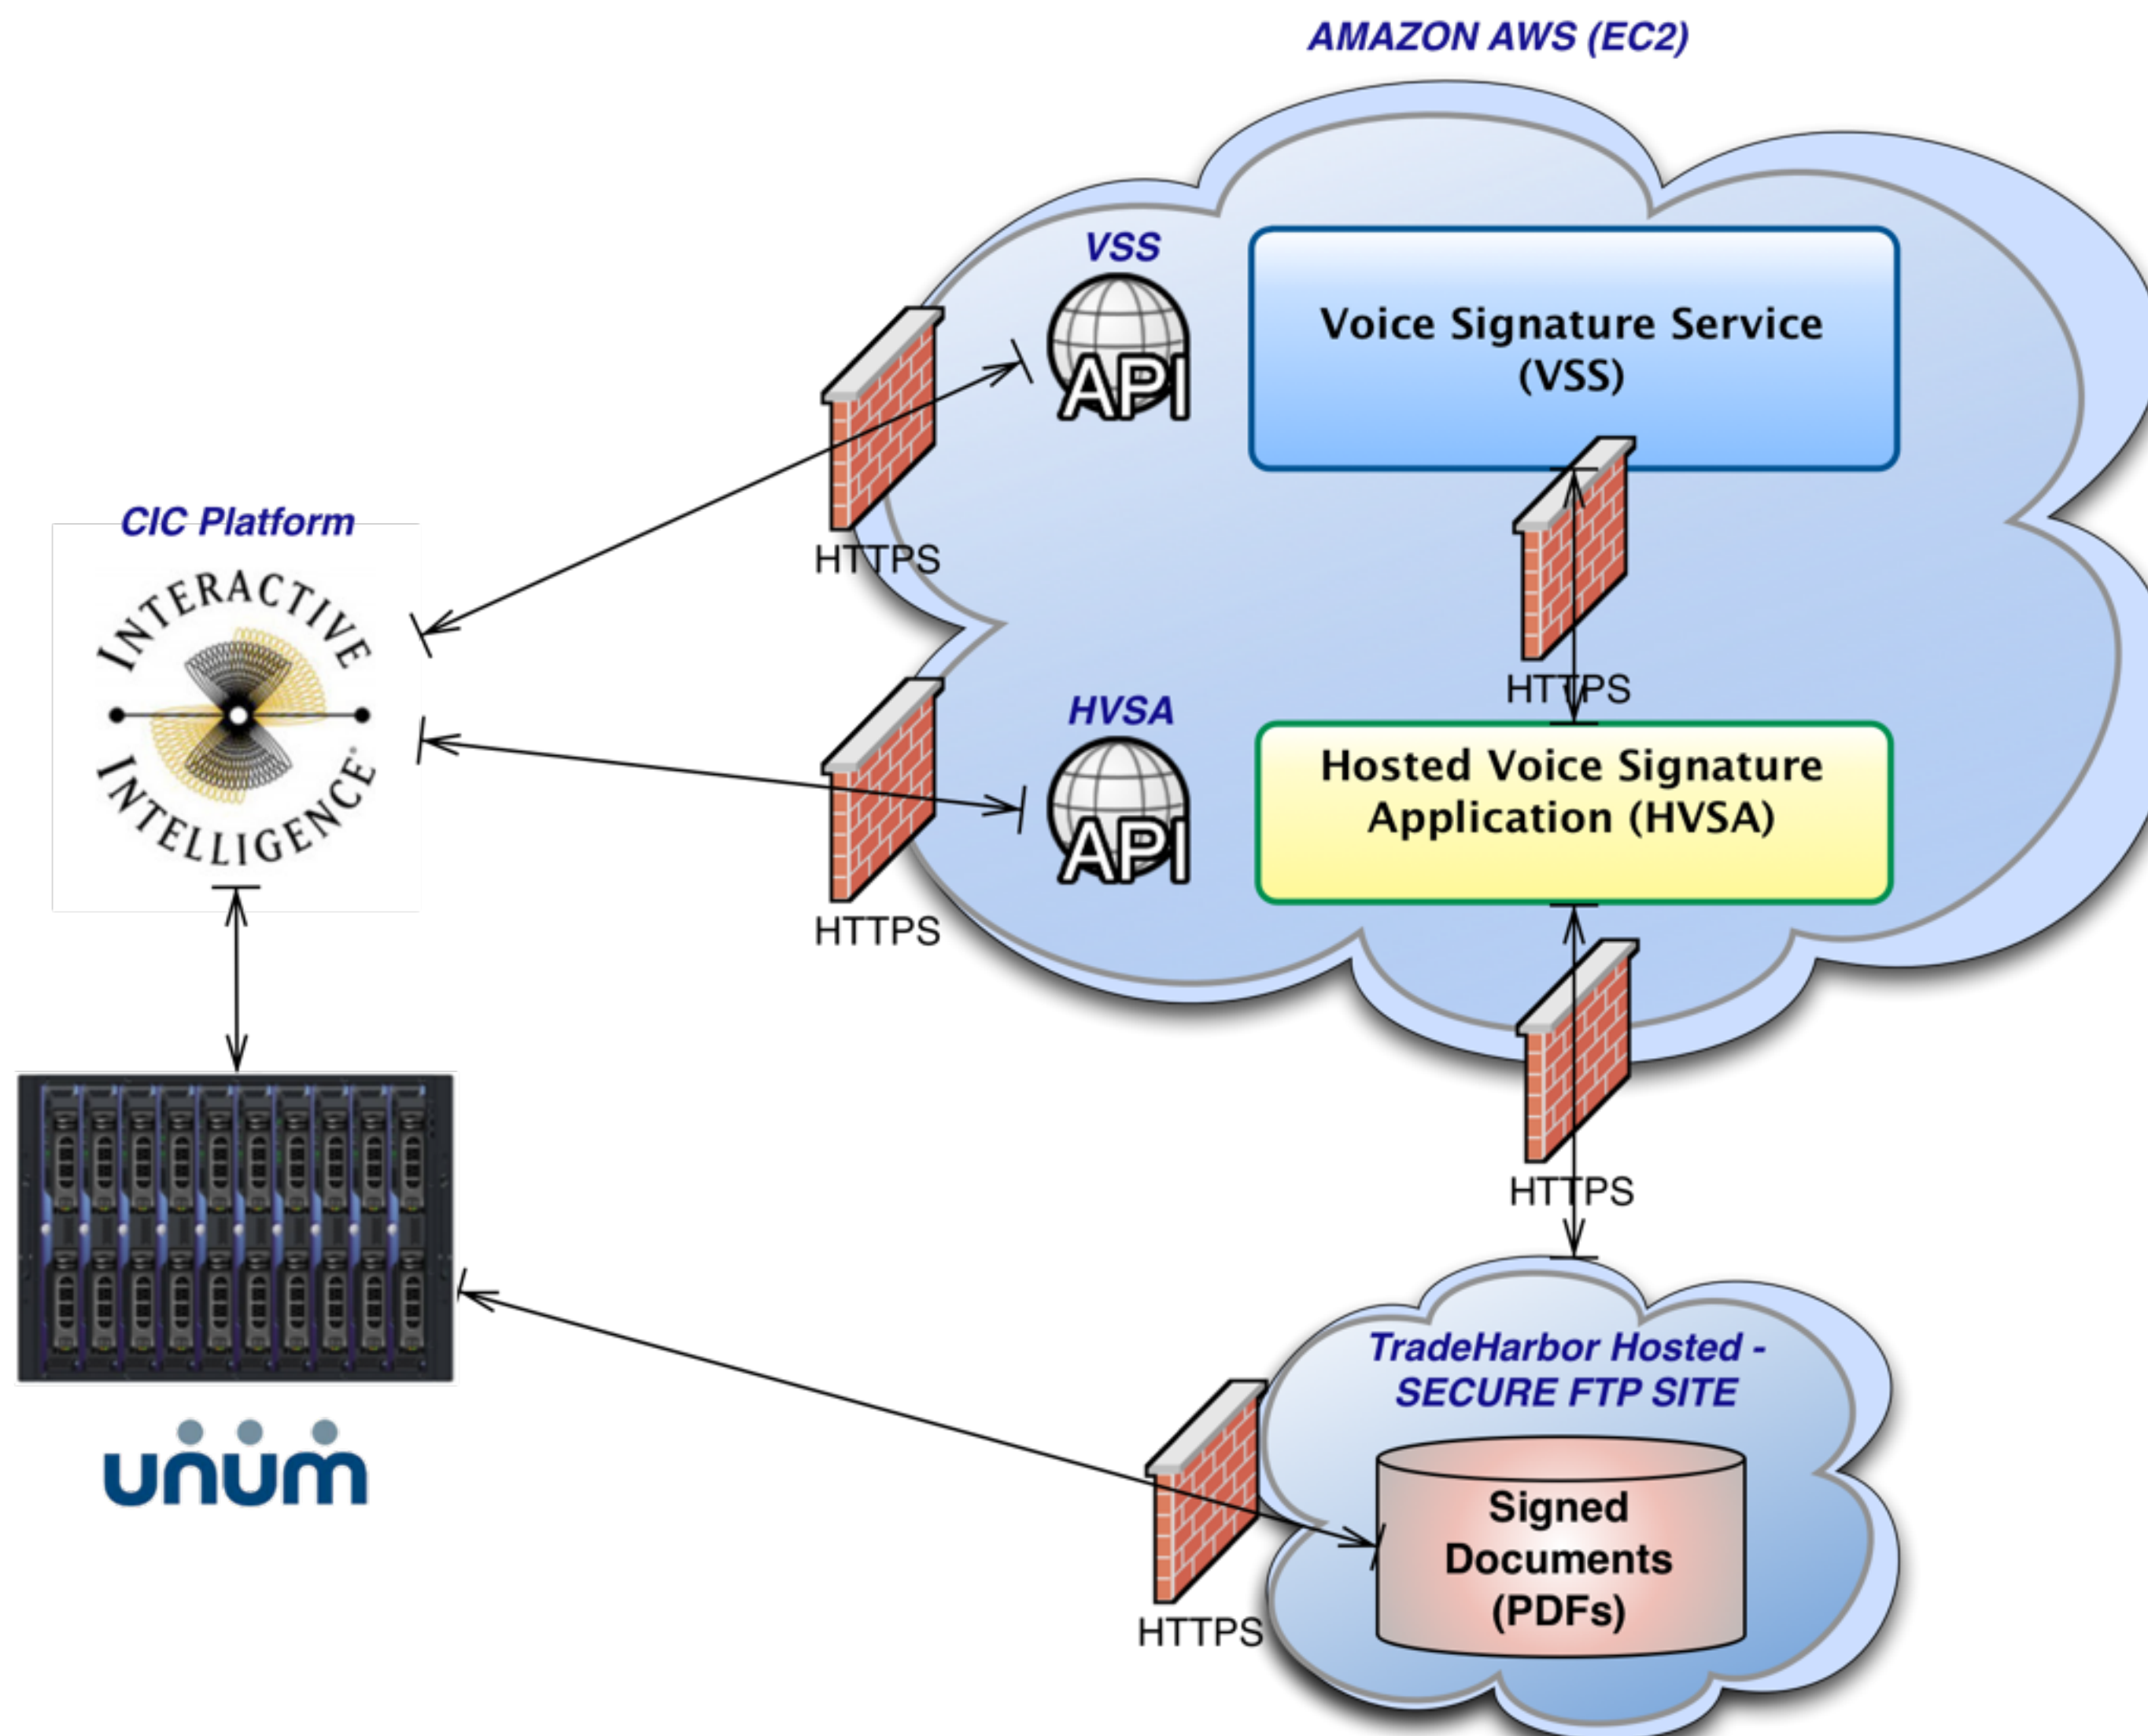 AMAZON AWS (EC2)
VSS
API
Voice Signature Service
(VSS)
HTTPS
HTTPS
CIC Platform
INTERACTIVE
INTELLIGENCE®
HVSA
API
Hosted Voice Signature
Application (HVSA)
HTTPS
HTTPS
TradeHarbor Hosted -
SECURE FTP SITE
unum
Signed
Documents
(PDFs)
HTTPS